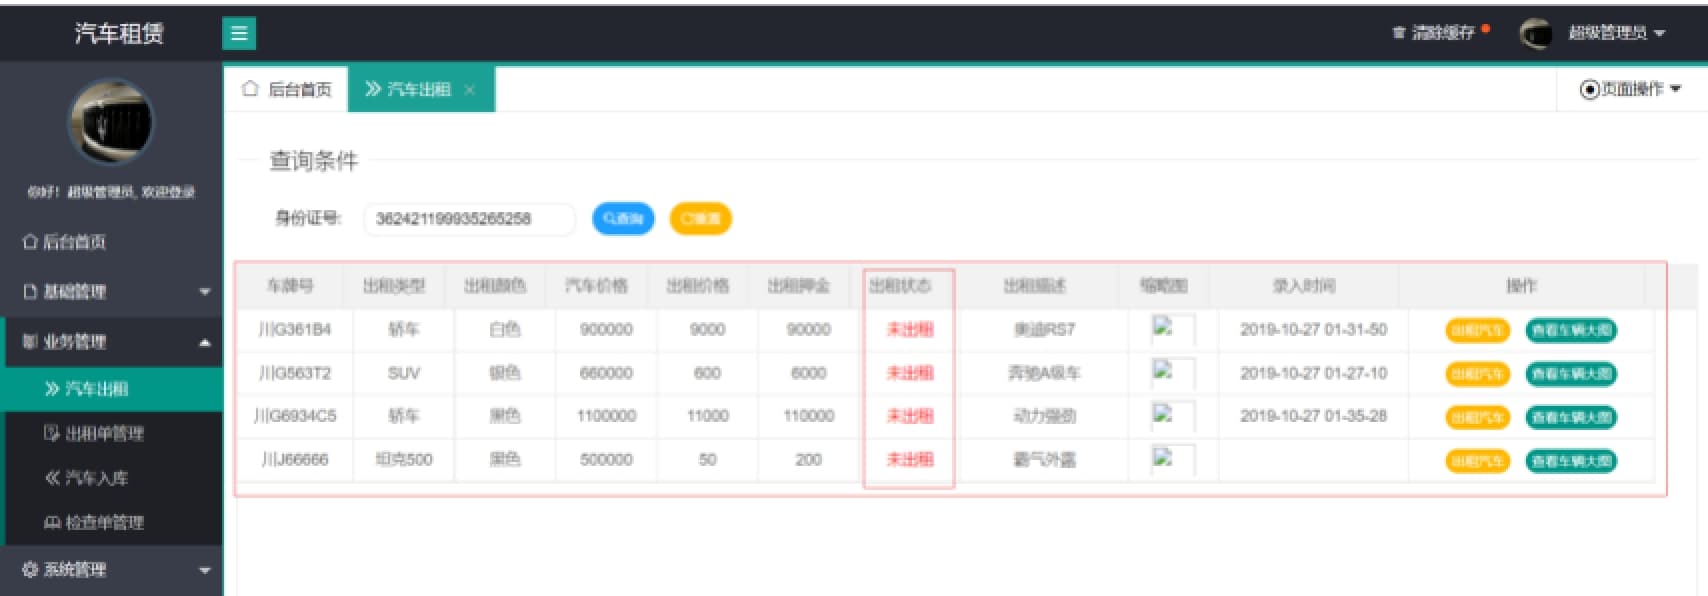 汽车租赁
清除缓存
超级管理员
后台首页
汽车出租
页面操作
你好！超级管理员, 欢迎登录
后台首页
基础管理
业务管理
汽车出租
出租单管理
汽车入库
检查单管理
系统管理
查询条件
身份证号: 362421199935265258 查询 重置
车牌号 出租类型 出租颜色 汽车价格 出租价格 出租押金 出租状态 出租描述 缩略图 录入时间 操作
川G361B4 轿车 白色 900000 9000 90000 未出租 奥迪RS7 2019-10-27 01-31-50 出租汽车 查看车辆大图
川G563T2 SUV 银色 660000 600 6000 未出租 奔驰A级车 2019-10-27 01-27-10 出租汽车 查看车辆大图
川G6934C5 轿车 黑色 1100000 11000 110000 未出租 动力强劲 2019-10-27 01-35-28 出租汽车 查看车辆大图
川J66666 坦克500 黑色 500000 50 200 未出租 霸气外露 出租汽车 查看车辆大图